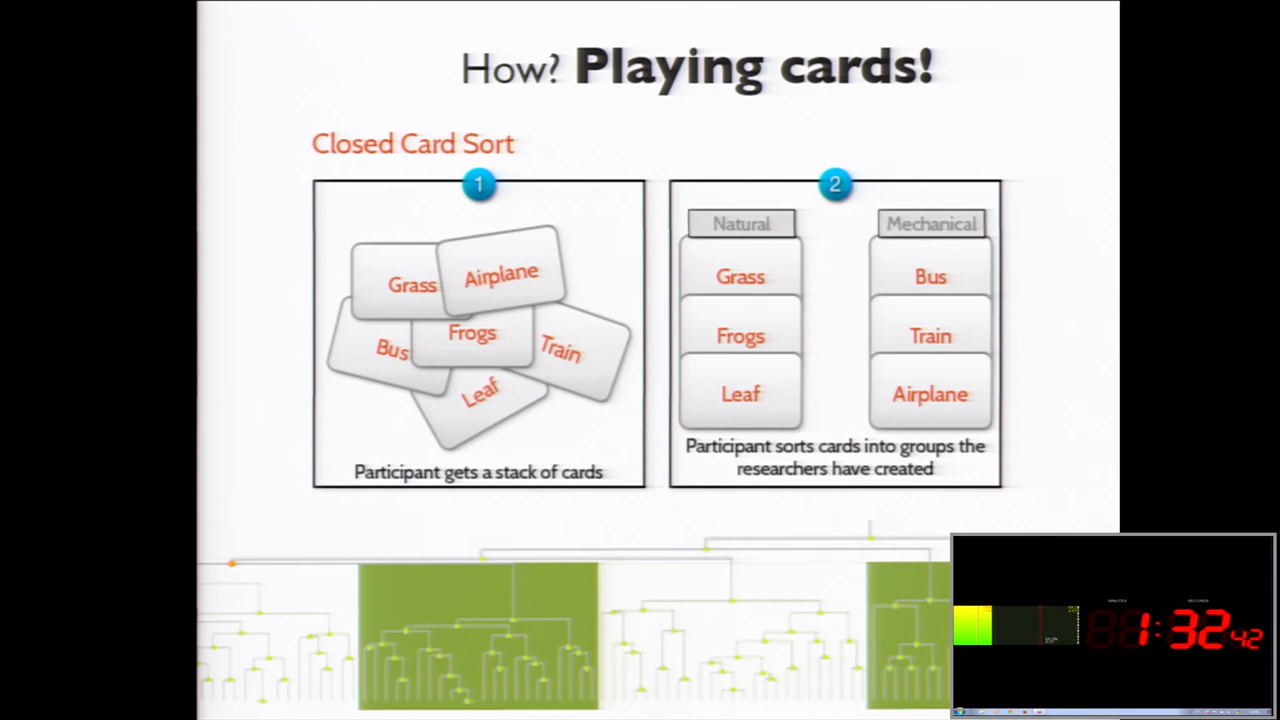 How? Playing cards!
Closed Card Sort
1
Grass
Airplane
Bus
Frogs
Train
Leaf
Participant gets a stack of cards
2
Natural
Grass
Frogs
Leaf
Mechanical
Bus
Train
Airplane
Participant sorts cards into groups the
researchers have created
MINUTES
SECONDS
1:32 42